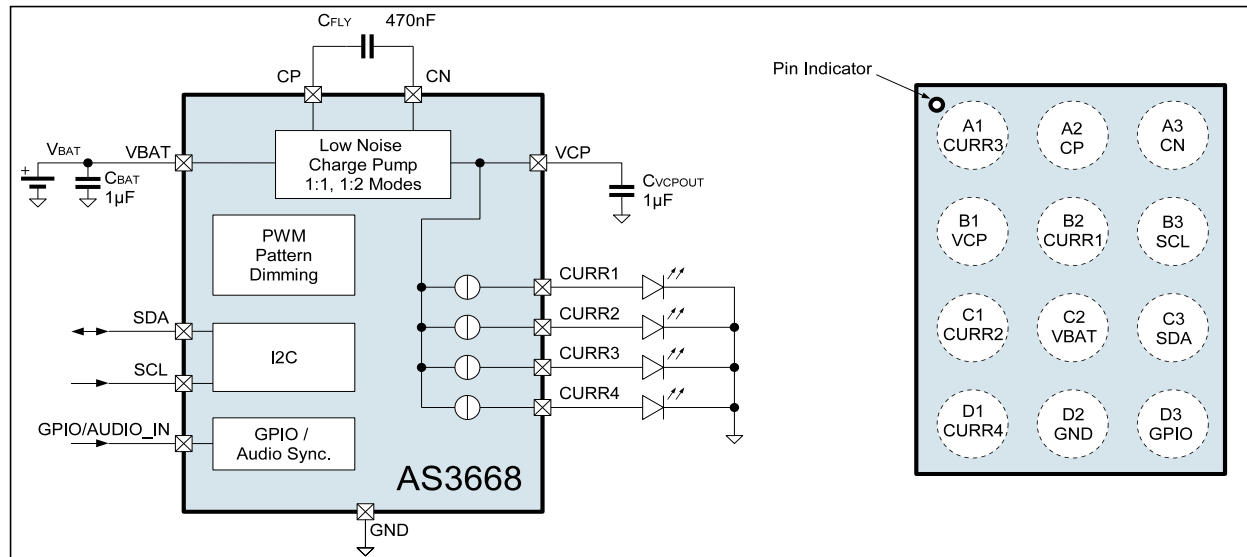 CFLY 470nF
CP
CN
VBAT
VBAT
+
CBAT
1µF
Low Noise
Charge Pump
1:1, 1:2 Modes
VCP
CVCPOUT
1µF
PWM
Pattern
Dimming
CURR1
CURR2
CURR3
CURR4
SDA
SCL
I2C
GPIO/AUDIO_IN
GPIO /
Audio Sync.
AS3668
GND
Pin Indicator
A1
CURR3
A2
CP
A3
CN
B1
VCP
B2
CURR1
B3
SCL
C1
CURR2
C2
VBAT
C3
SDA
D1
CURR4
D2
GND
D3
GPIO